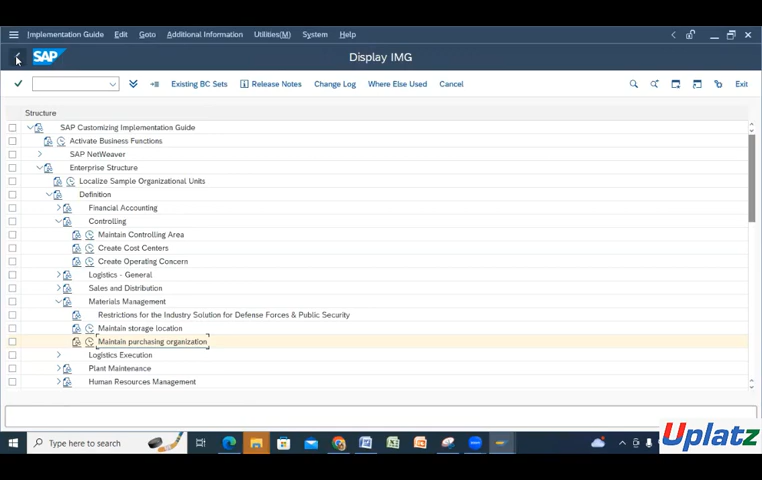 Implementation Guide Edit Goto Additional Information Utilities(M) System Help
SAP Display IMG
Existing BC Sets Release Notes Change Log Where Else Used Cancel Exit
Structure
SAP Customizing Implementation Guide
Activate Business Functions
SAP NetWeaver
Enterprise Structure
Localize Sample Organizational Units
Definition
Financial Accounting
Controlling
Maintain Controlling Area
Create Cost Centers
Create Operating Concern
Logistics - General
Sales and Distribution
Materials Management
Restrictions for the Industry Solution for Defense Forces & Public Security
Maintain storage location
Maintain purchasing organization
Logistics Execution
Plant Maintenance
Human Resources Management
Type here to search
Uplatz